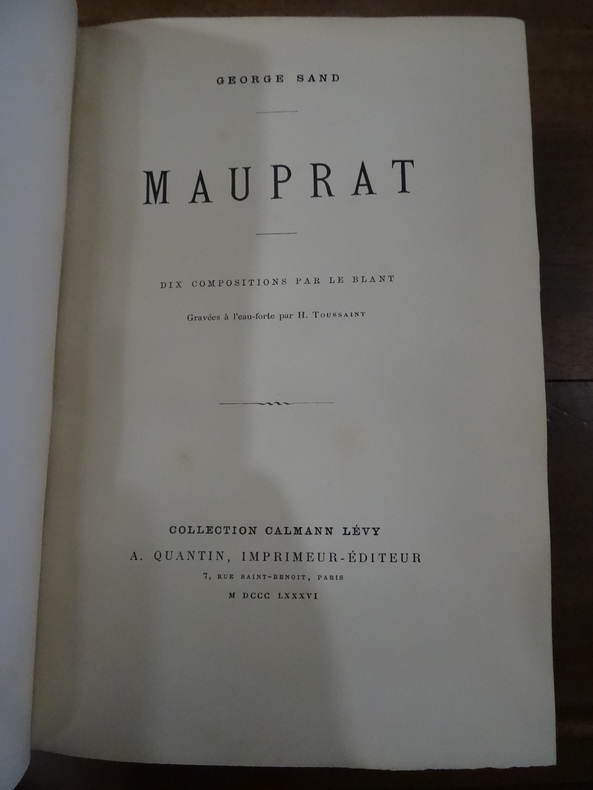 GEORGE SAND
MAUPRAT
DIX COMPOSITIONS PAR LE BLANT
Gravées à l'eau-forte par H. TOUSSAINT
COLLECTION CALMANN LÉVY
A. QUANTIN, IMPRIMEUR-ÉDITEUR
7, RUE SAINT-BENOIT, PARIS
M DCCC LXXXVI